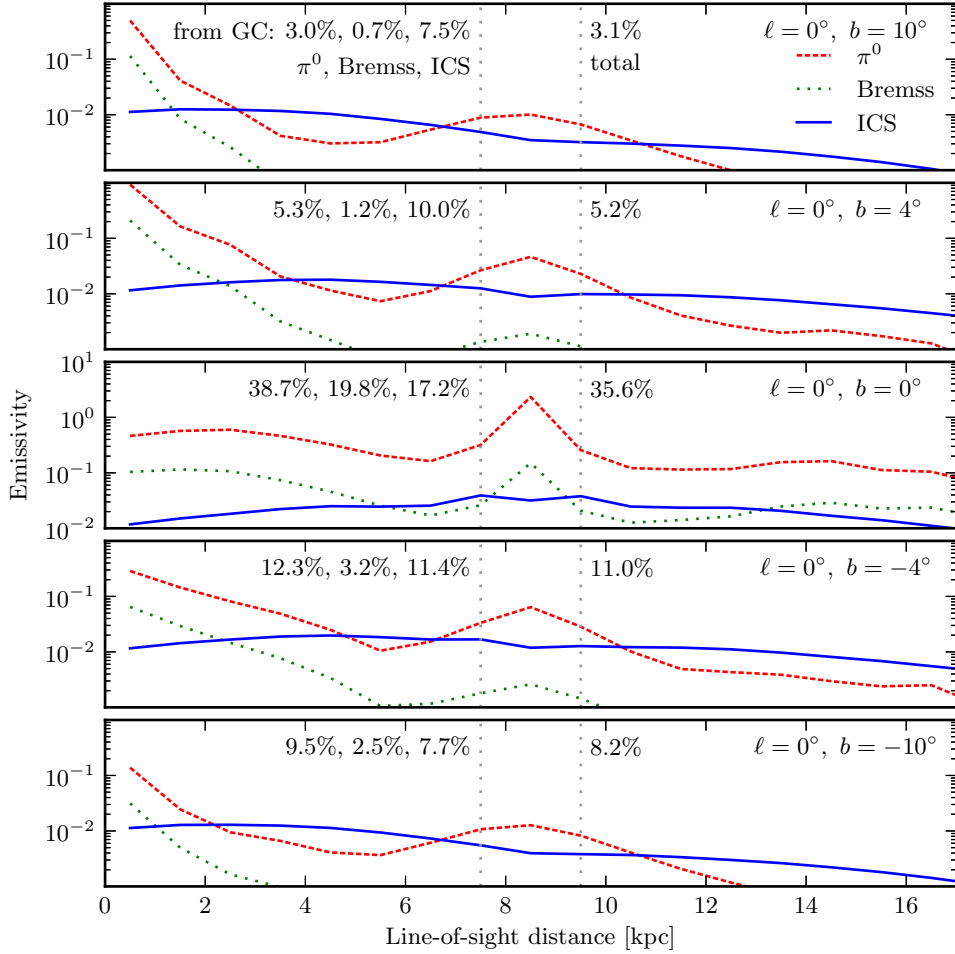 from GC: 3.0%, 0.7%, 7.5% 3.1% ℓ = 0°, b = 10°
π⁰, Bremss, ICS total
π⁰
Bremss
ICS
10⁻¹
10⁻²
5.3%, 1.2%, 10.0% 5.2% ℓ = 0°, b = 4°
10⁻¹
10⁻²
38.7%, 19.8%, 17.2% 35.6% ℓ = 0°, b = 0°
10¹
10⁰
10⁻¹
10⁻²
Emissivity
12.3%, 3.2%, 11.4% 11.0% ℓ = 0°, b = −4°
10⁻¹
10⁻²
9.5%, 2.5%, 7.7% 8.2% ℓ = 0°, b = −10°
10⁻¹
10⁻²
0 2 4 6 8 10 12 14 16
Line-of-sight distance [kpc]